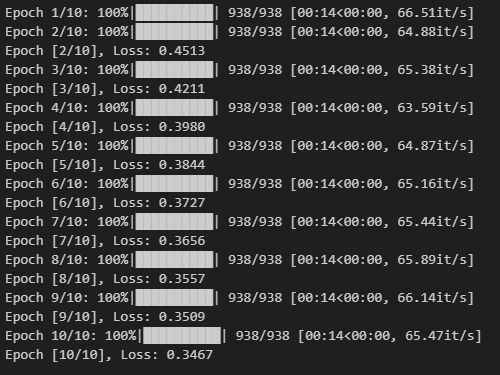 Epoch 1/10: 100%|██████████| 938/938 [00:14<00:00, 66.51it/s]
Epoch 2/10: 100%|██████████| 938/938 [00:14<00:00, 64.88it/s]
Epoch [2/10], Loss: 0.4513
Epoch 3/10: 100%|██████████| 938/938 [00:14<00:00, 65.38it/s]
Epoch [3/10], Loss: 0.4211
Epoch 4/10: 100%|██████████| 938/938 [00:14<00:00, 63.59it/s]
Epoch [4/10], Loss: 0.3980
Epoch 5/10: 100%|██████████| 938/938 [00:14<00:00, 64.87it/s]
Epoch [5/10], Loss: 0.3844
Epoch 6/10: 100%|██████████| 938/938 [00:14<00:00, 65.16it/s]
Epoch [6/10], Loss: 0.3727
Epoch 7/10: 100%|██████████| 938/938 [00:14<00:00, 65.44it/s]
Epoch [7/10], Loss: 0.3656
Epoch 8/10: 100%|██████████| 938/938 [00:14<00:00, 65.89it/s]
Epoch [8/10], Loss: 0.3557
Epoch 9/10: 100%|██████████| 938/938 [00:14<00:00, 66.14it/s]
Epoch [9/10], Loss: 0.3509
Epoch 10/10: 100%|██████████| 938/938 [00:14<00:00, 65.47it/s]
Epoch [10/10], Loss: 0.3467